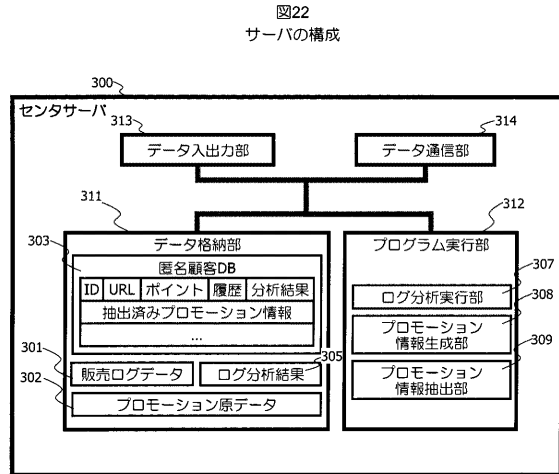 図22
サーバの構成
300
センタサーバ
313
314
データ入出力部
データ通信部
311
312
303
データ格納部
匿名顧客DB
ID URL ポイント 履歴 分析結果
抽出済みプロモーション情報
...
301
販売ログデータ
ログ分析結果
305
302
プロモーション原データ
プログラム実行部
307
ログ分析実行部
308
プロモーション
情報生成部
309
プロモーション
情報抽出部